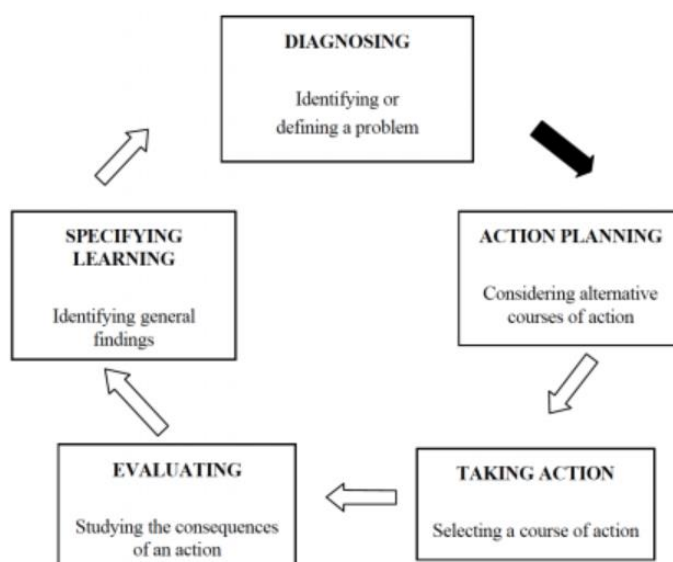 DIAGNOSING
Identifying or
defining a problem
ACTION PLANNING
Considering alternative
courses of action
TAKING ACTION
Selecting a course of action
EVALUATING
Studying the consequences
of an action
SPECIFYING
LEARNING
Identifying general
findings